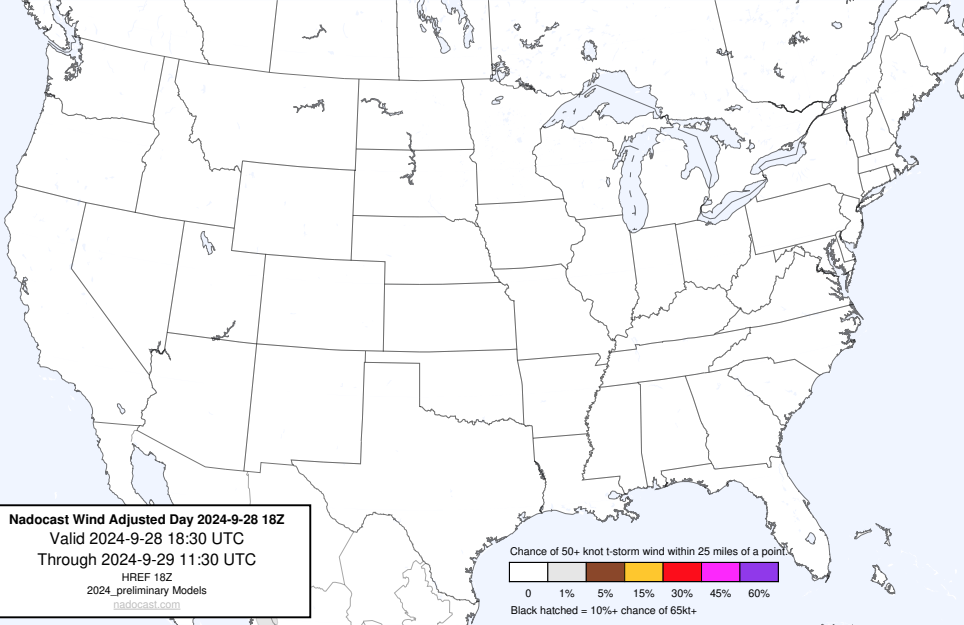 Nadocast Wind Adjusted Day 2024-9-28 18Z
Valid 2024-9-28 18:30 UTC
Through 2024-9-29 11:30 UTC
HREF 18Z
2024_preliminary Models
nadocast.com
Chance of 50+ knot t-storm wind within 25 miles of a point.
0 1% 5% 15% 30% 45% 60%
Black hatched = 10%+ chance of 65kt+